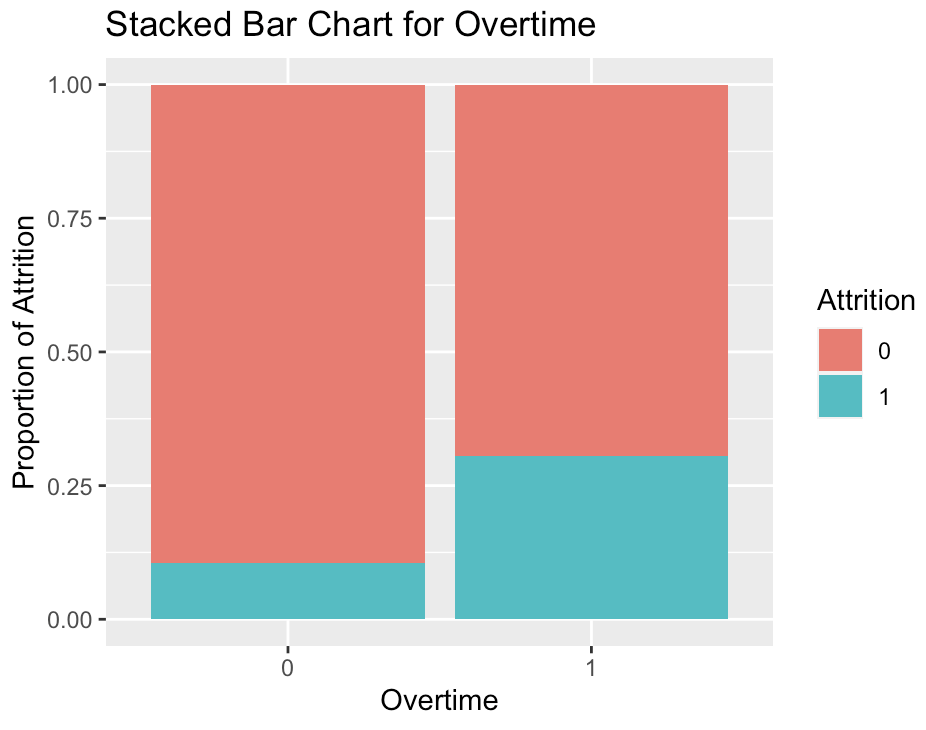 Stacked Bar Chart for Overtime
1.00
0.75
0.50
0.25
0.00
Proportion of Attrition
0
1
Overtime
Attrition
0
1